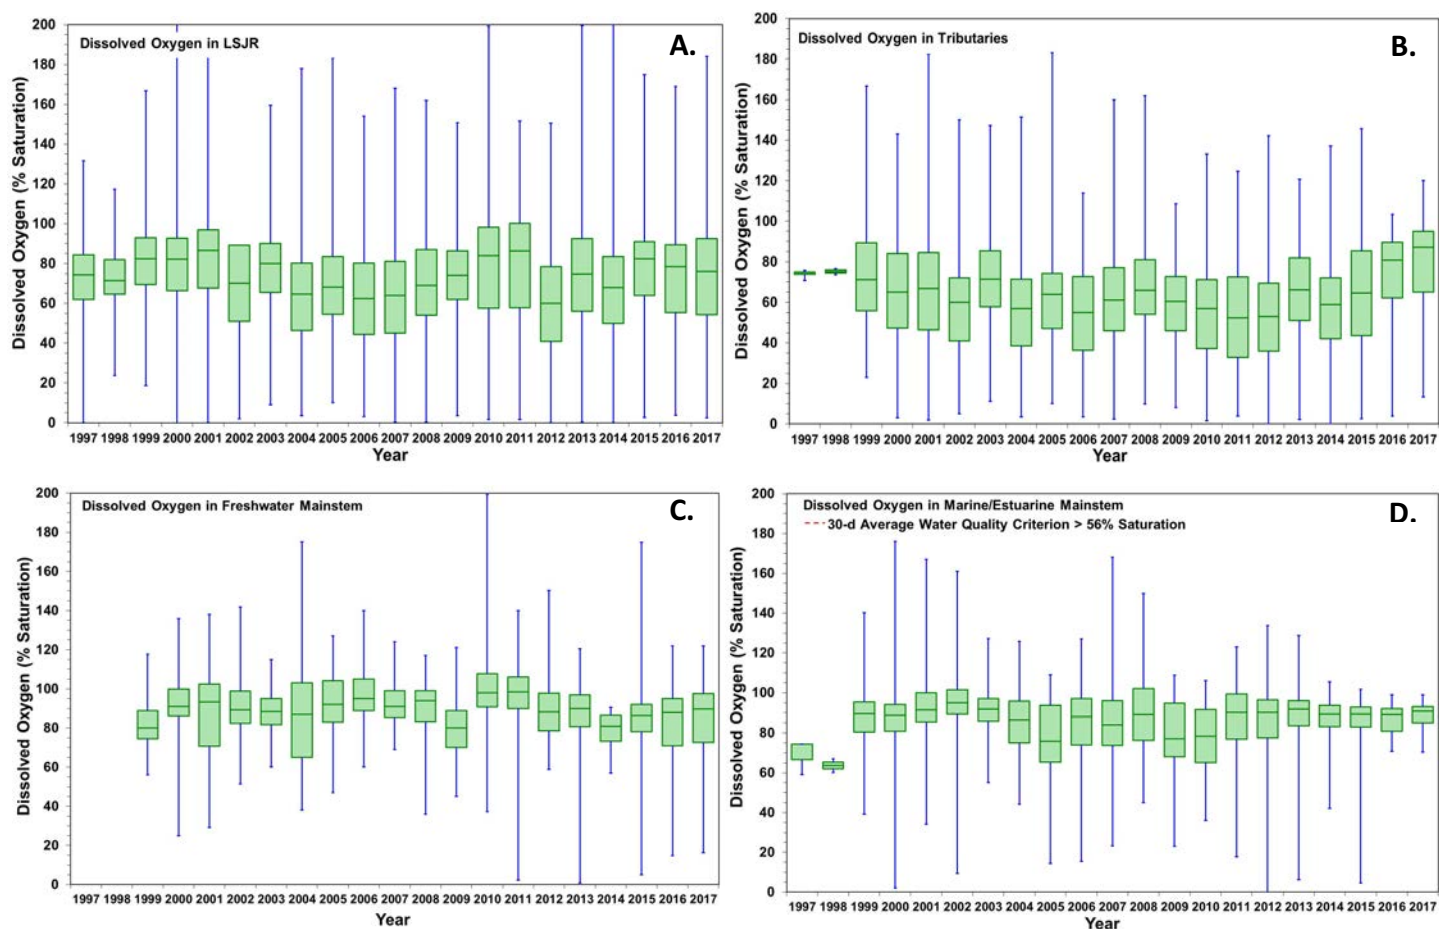 Dissolved Oxygen in LSJR
A.
Dissolved Oxygen (% Saturation)
200
180
160
140
120
100
80
60
40
20
0
1997 1998 1999 2000 2001 2002 2003 2004 2005 2006 2007 2008 2009 2010 2011 2012 2013 2014 2015 2016 2017
Year
Dissolved Oxygen in Tributaries
B.
Dissolved Oxygen (% Saturation)
200
180
160
140
120
100
80
60
40
20
0
1997 1998 1999 2000 2001 2002 2003 2004 2005 2006 2007 2008 2009 2010 2011 2012 2013 2014 2015 2016 2017
Year
Dissolved Oxygen in Freshwater Mainstem
C.
Dissolved Oxygen (% Saturation)
200
180
160
140
120
100
80
60
40
20
0
1997 1998 1999 2000 2001 2002 2003 2004 2005 2006 2007 2008 2009 2010 2011 2012 2013 2014 2015 2016 2017
Year
Dissolved Oxygen in Marine/Estuarine Mainstem
30-d Average Water Quality Criterion > 56% Saturation
D.
Dissolved Oxygen (% Saturation)
200
180
160
140
120
100
80
60
40
20
0
1997 1998 1999 2000 2001 2002 2003 2004 2005 2006 2007 2008 2009 2010 2011 2012 2013 2014 2015 2016 2017
Year